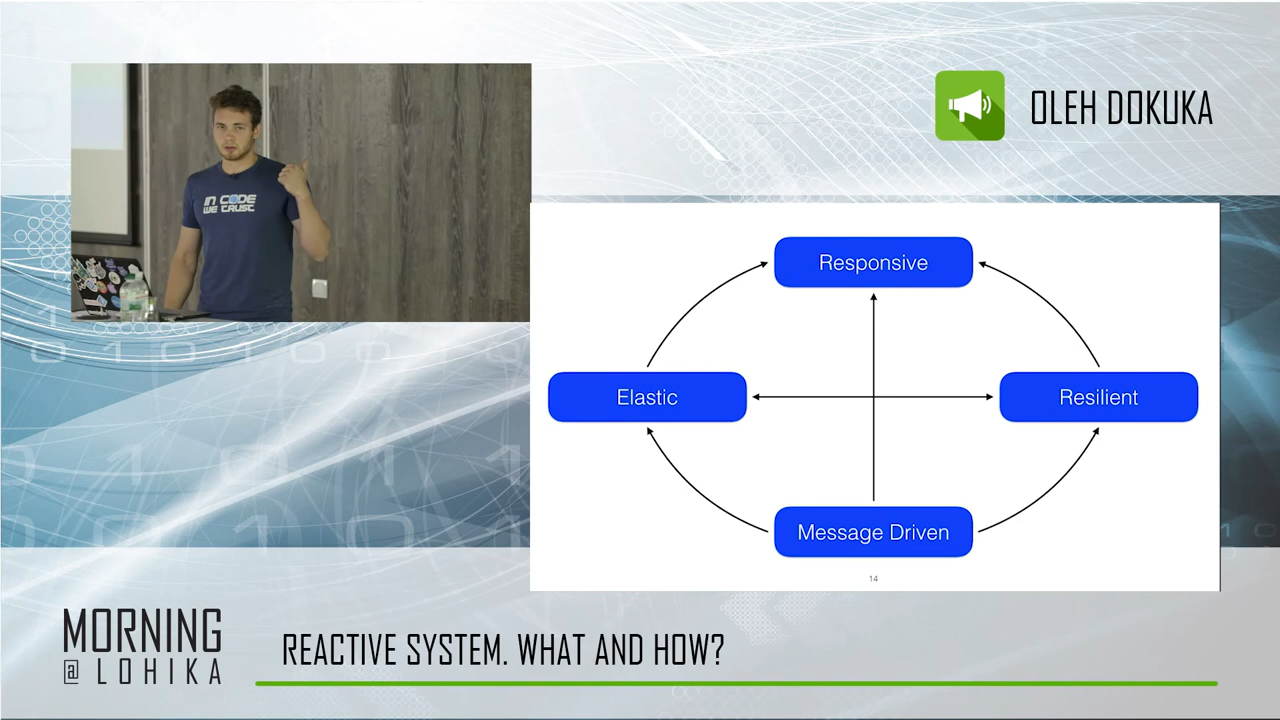 OLEH DOKUKA
IN CODE
WE TRUST
Responsive
Elastic
Resilient
Message Driven
14
MORNING
@ LOHIKA
REACTIVE SYSTEM. WHAT AND HOW?